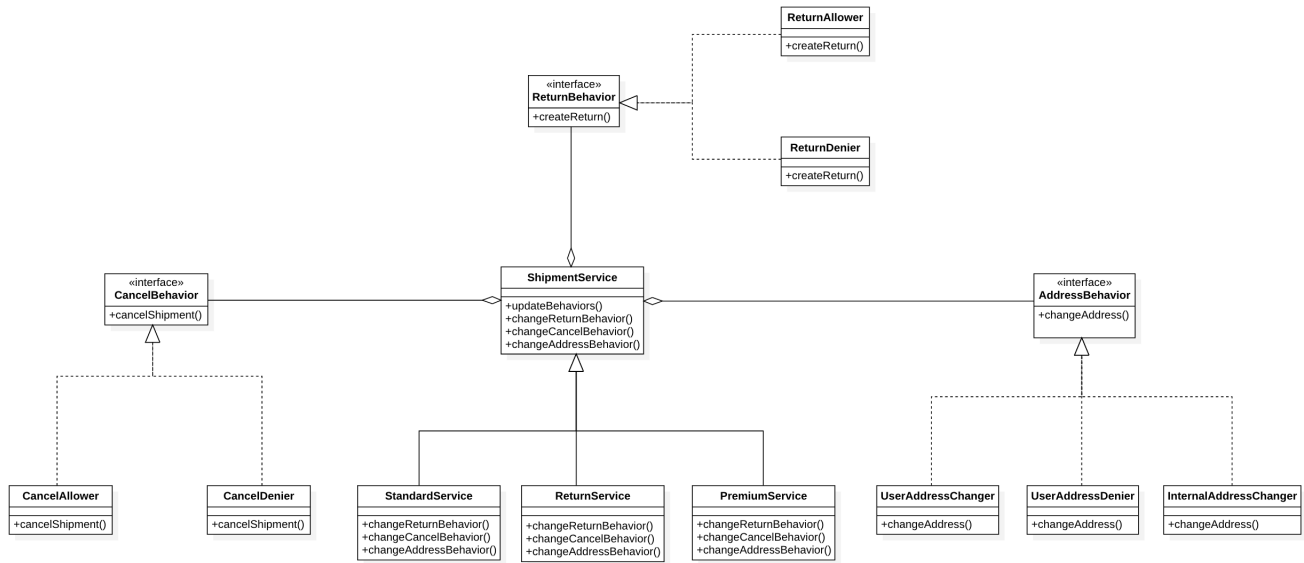 ReturnAllower
+createReturn()
«interface»
ReturnBehavior
+createReturn()
ReturnDenier
+createReturn()
«interface»
CancelBehavior
+cancelShipment()
ShipmentService
+updateBehaviors()
+changeReturnBehavior()
+changeCancelBehavior()
+changeAddressBehavior()
«interface»
AddressBehavior
+changeAddress()
CancelAllower
+cancelShipment()
CancelDenier
+cancelShipment()
StandardService
+changeReturnBehavior()
+changeCancelBehavior()
+changeAddressBehavior()
ReturnService
+changeReturnBehavior()
+changeCancelBehavior()
+changeAddressBehavior()
PremiumService
+changeReturnBehavior()
+changeCancelBehavior()
+changeAddressBehavior()
UserAddressChanger
+changeAddress()
UserAddressDenier
+changeAddress()
InternalAddressChanger
+changeAddress()